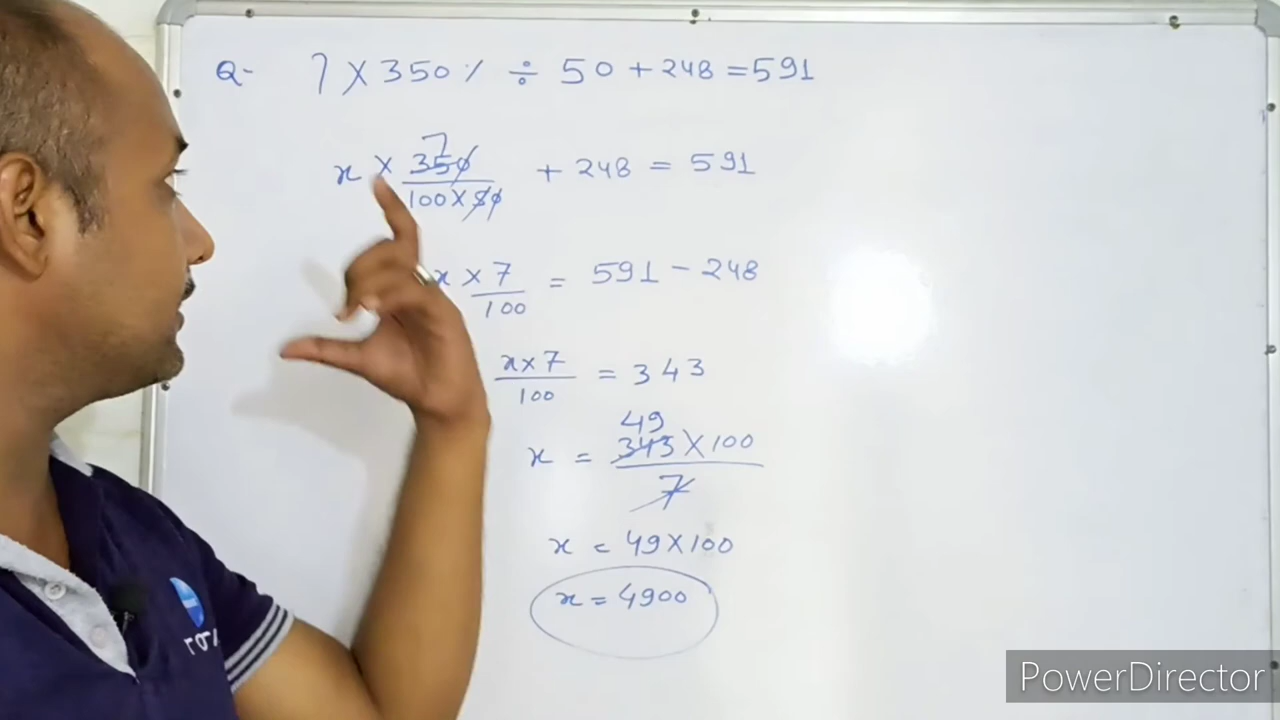 Q- ? X 350% ÷ 50 + 248 = 591
7
x × 350 / 100 × 50 + 248 = 591
x × 7 / 100 = 591 - 248
x × 7 / 100 = 343
49
x = 343 X 100 / 7
x = 49 X 100
x = 4900
PowerDirector